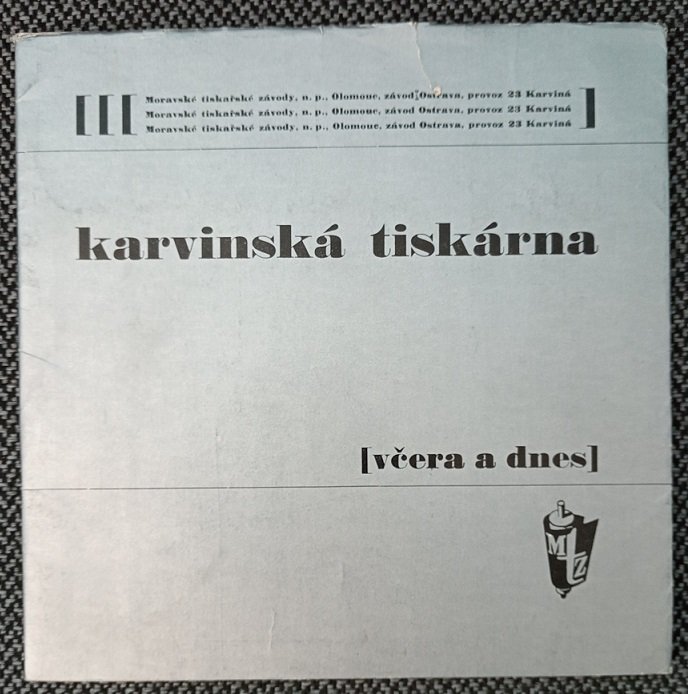 [[[ Moravské tiskařské závody, n. p., Olomouc, závod Ostrava, provoz 23 Karviná ]
Moravské tiskařské závody, n. p., Olomouc, závod Ostrava, provoz 23 Karviná
Moravské tiskařské závody, n. p., Olomouc, závod Ostrava, provoz 23 Karviná
karvinská tiskárna
[včera a dnes]
MTZ